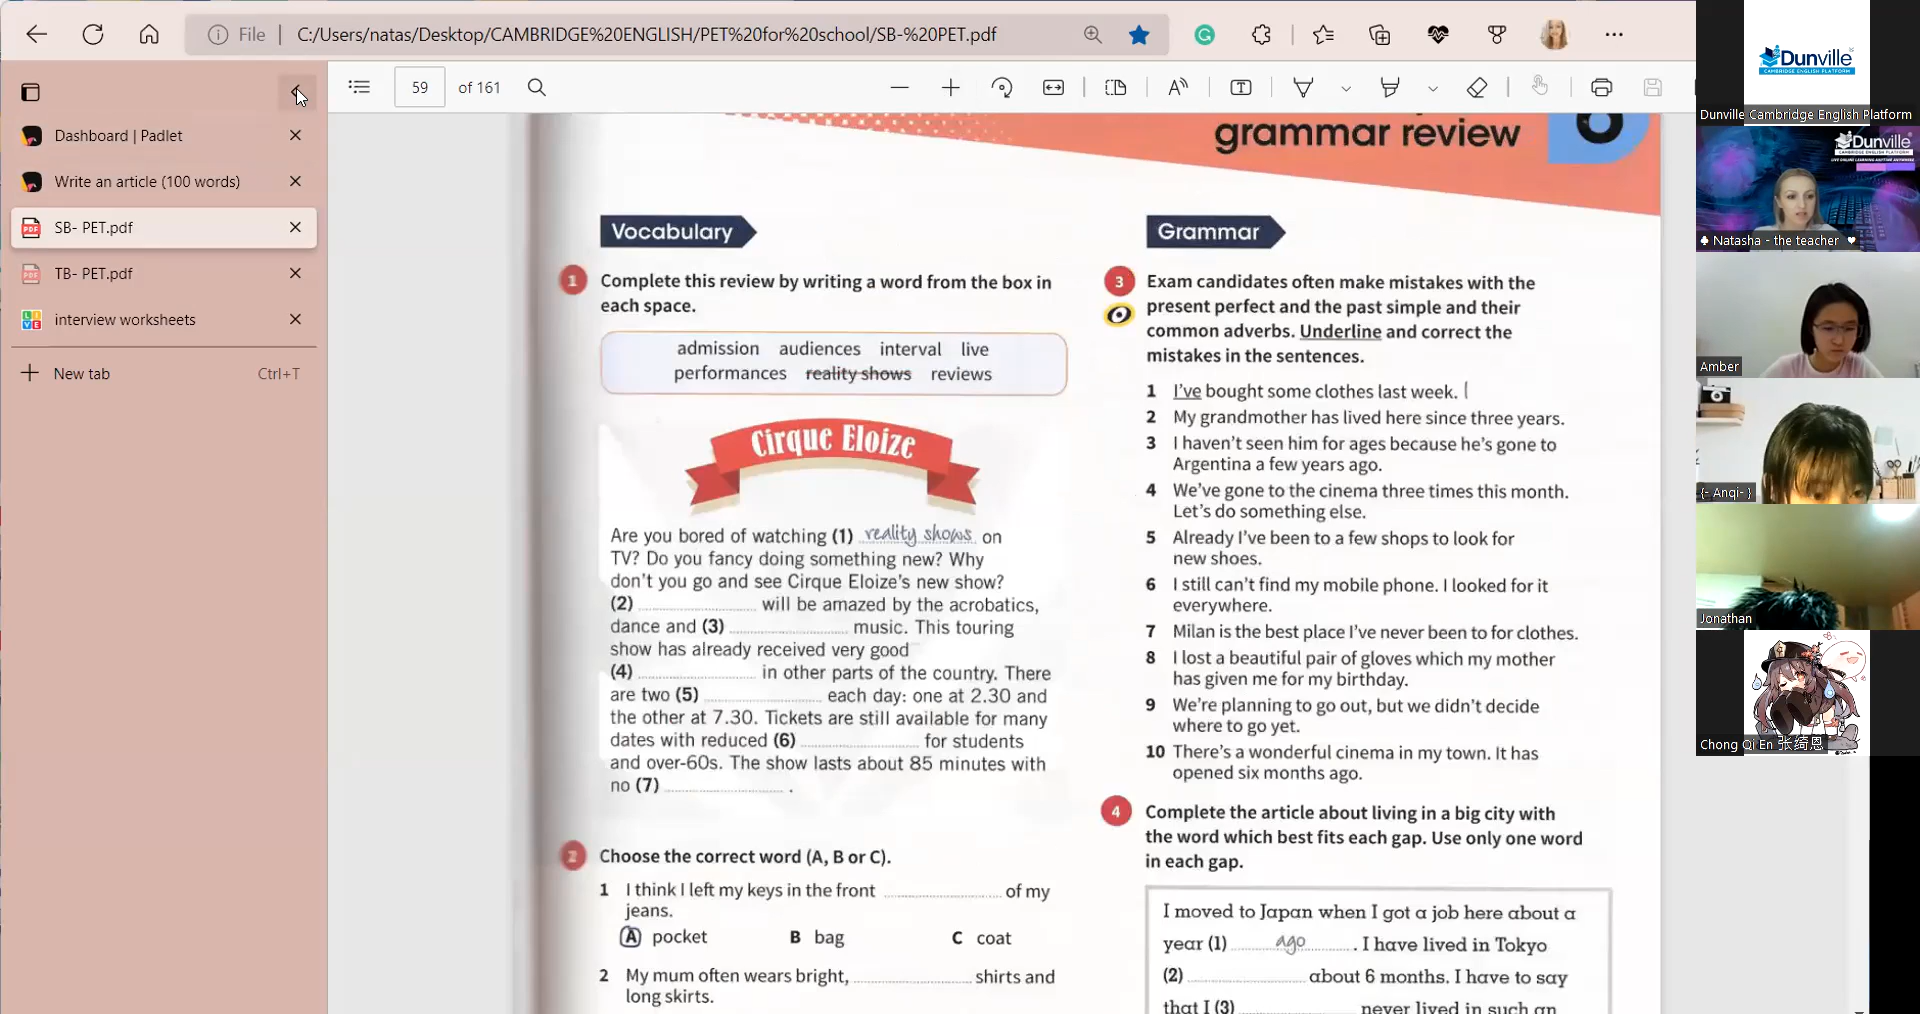 File
C:/Users/natas/Desktop/CAMBRIDGE%20ENGLISH/PET%20for%20school/SB-%20PET.pdf
Dashboard | Padlet
Write an article (100 words)
SB- PET.pdf
TB- PET.pdf
interview worksheets
New tab
Ctrl+T
59
of 161
grammar review
6
Vocabulary
1 Complete this review by writing a word from the box in
each space.
admission audiences interval live
performances reality shows reviews
Cirque Eloize
Are you bored of watching (1) reality shows on
TV? Do you fancy doing something new? Why
don't you go and see Cirque Eloize's new show?
(2) ............ will be amazed by the acrobatics,
dance and (3) ............ music. This touring
show has already received very good
(4) ............ in other parts of the country. There
are two (5) ............ each day: one at 2.30 and
the other at 7.30. Tickets are still available for many
dates with reduced (6) ............ for students
and over-60s. The show lasts about 85 minutes with
no (7) ............ .
2 Choose the correct word (A, B or C).
1 I think I left my keys in the front ............ of my
jeans.
A pocket B bag C coat
2 My mum often wears bright, ............ shirts and
long skirts.
Grammar
3 Exam candidates often make mistakes with the
present perfect and the past simple and their
common adverbs. Underline and correct the
mistakes in the sentences.
1 I've bought some clothes last week. I
2 My grandmother has lived here since three years.
3 I haven't seen him for ages because he's gone to
Argentina a few years ago.
4 We've gone to the cinema three times this month.
Let's do something else.
5 Already I've been to a few shops to look for
new shoes.
6 I still can't find my mobile phone. I looked for it
everywhere.
7 Milan is the best place I've never been to for clothes.
8 I lost a beautiful pair of gloves which my mother
has given me for my birthday.
9 We're planning to go out, but we didn't decide
where to go yet.
10 There's a wonderful cinema in my town. It has
opened six months ago.
4 Complete the article about living in a big city with
the word which best fits each gap. Use only one word
in each gap.
I moved to Japan when I got a job here about a
year (1) ago . I have lived in Tokyo
(2) ............ about 6 months. I have to say
that I (3) ............ never lived in such an
Dunville
CAMBRIDGE ENGLISH PLATFORM
Dunville Cambridge English Platform
Dunville
Natasha - the teacher
Amber
{- Anqi- }
Jonathan
Chong Qi En 张绮恩